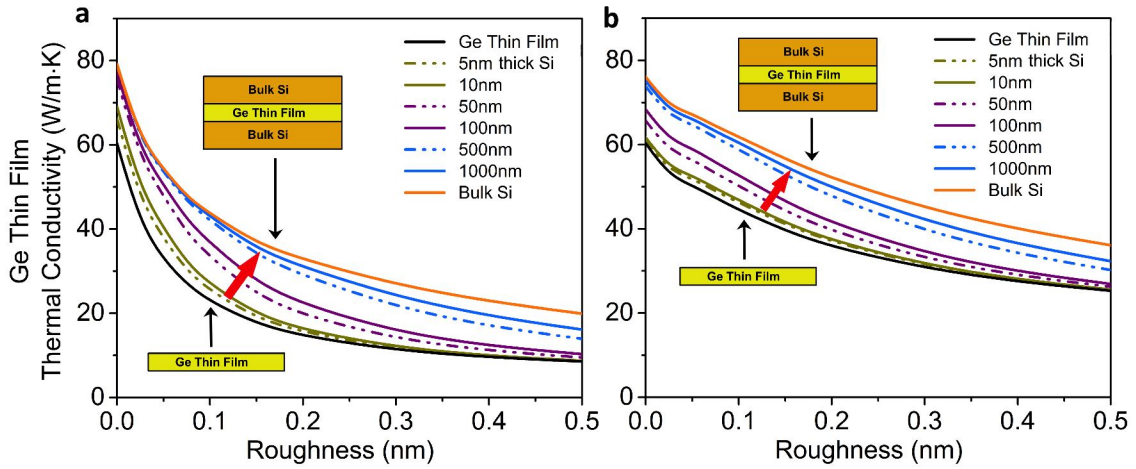 a
Ge Thin Film
Thermal Conductivity (W/m·K)
80
60
40
20
0
0.0 0.1 0.2 0.3 0.4 0.5
Roughness (nm)
Ge Thin Film
5nm thick Si
10nm
50nm
100nm
500nm
1000nm
Bulk Si
Bulk Si
Ge Thin Film
Bulk Si
Ge Thin Film
b
80
60
40
20
0
0.0 0.1 0.2 0.3 0.4 0.5
Roughness (nm)
Ge Thin Film
5nm thick Si
10nm
50nm
100nm
500nm
1000nm
Bulk Si
Bulk Si
Ge Thin Film
Bulk Si
Ge Thin Film